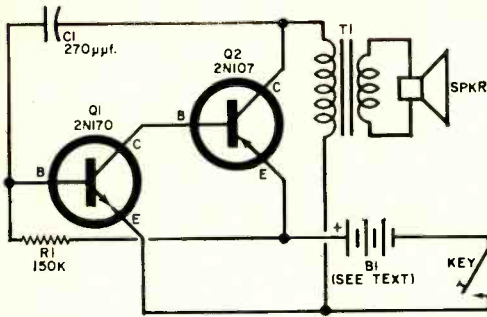 C1
270µµf.
Q2
2N107
T1
SPKR
Q1
2N170
C
B
C
B
E
E
R1
150K
+
B1
(SEE TEXT)
KEY